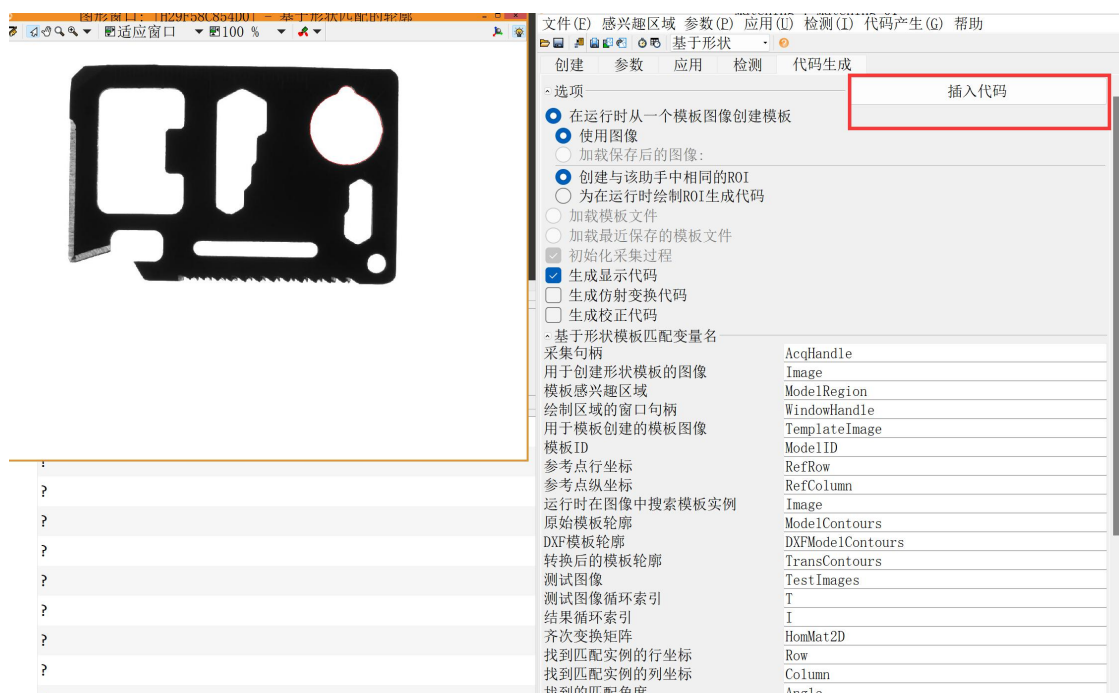 图形窗口: [H29F58C854D0] - 基于形状匹配的轮廓
适应窗口 100 %
文件(F) 感兴趣区域 参数(P) 应用(U) 检测(I) 代码产生(G) 帮助
基于形状
创建 参数 应用 检测 代码生成
选项
插入代码
在运行时从一个模板图像创建模板
使用图像
加载保存后的图像:
创建与该助手中相同的ROI
为在运行时绘制ROI生成代码
加载模板文件
加载最近保存的模板文件
初始化采集过程
生成显示代码
生成仿射变换代码
生成校正代码
基于形状模板匹配变量名
采集句柄 AcqHandle
用于创建形状模板的图像 Image
模板感兴趣区域 ModelRegion
绘制区域的窗口句柄 WindowHandle
用于模板创建的模板图像 TemplateImage
模板ID ModelID
参考点行坐标 RefRow
参考点纵坐标 RefColumn
运行时在图像中搜索模板实例 Image
原始模板轮廓 ModelContours
DXF模板轮廓 DXFModelContours
转换后的模板轮廓 TransContours
测试图像 TestImages
测试图像循环索引 T
结果循环索引 I
齐次变换矩阵 HomMat2D
找到匹配实例的行坐标 Row
找到匹配实例的列坐标 Column
找到的匹配角度 Angle
?
?
?
?
?
?
?